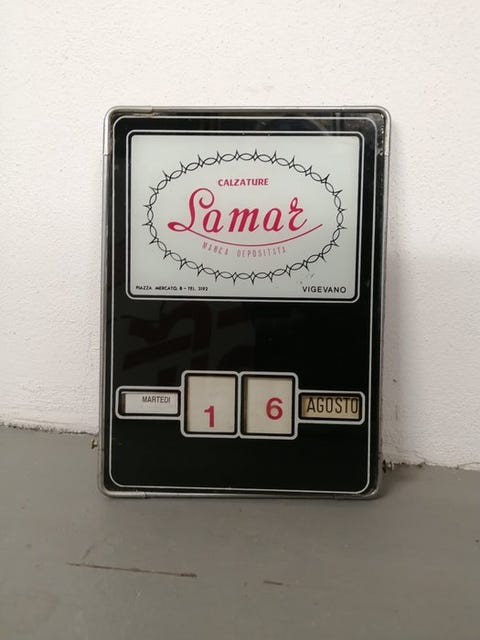 CALZATURE
Lamar
MARCA DEPOSITATA
PIAZZA MERCATO, 8 - TEL. 3192
VIGEVANO
MARTEDI
1 6
AGOSTO